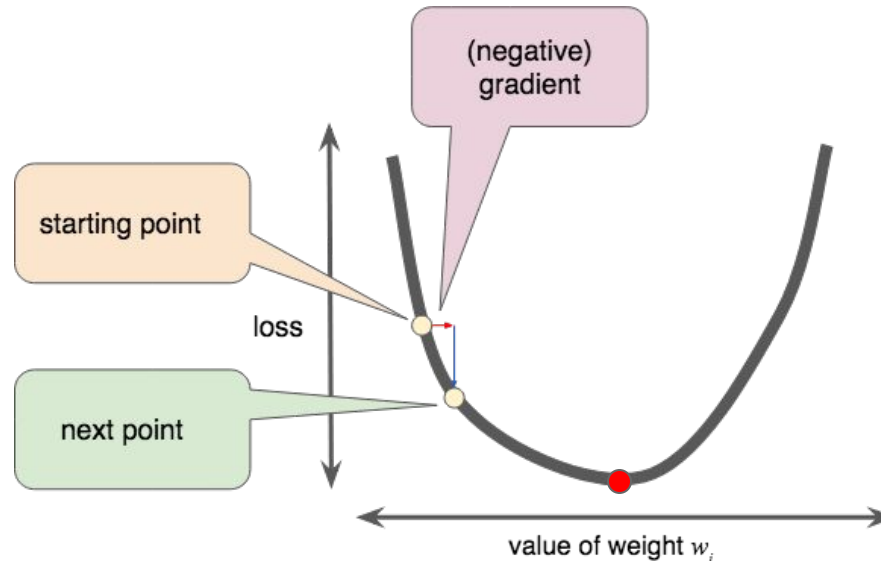 (negative)
gradient
starting point
loss
next point
value of weight wᵢ